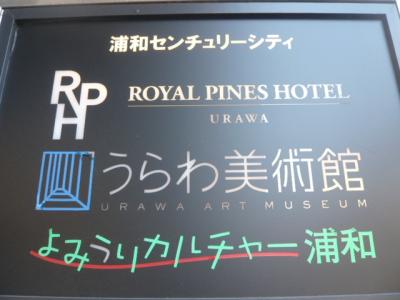 浦和センチュリーシティ
RPH
ROYAL PINES HOTEL
URAWA
うらわ美術館
URAWA ART MUSEUM
よみうりカルチャー浦和